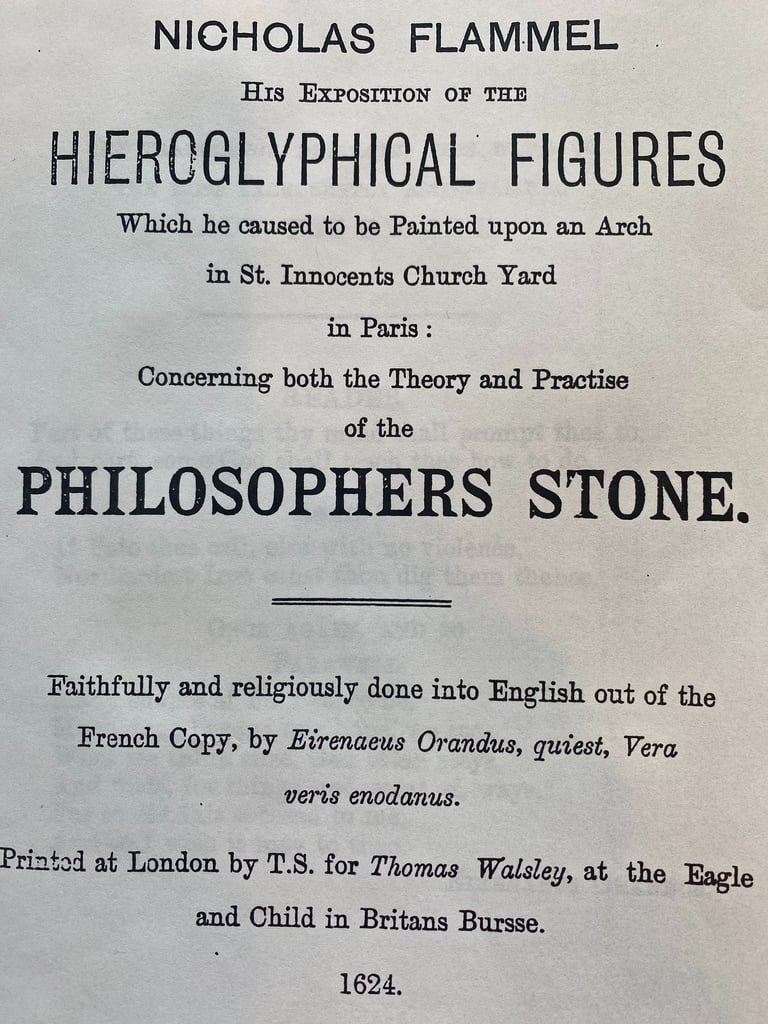 NICHOLAS FLAMMEL
HIS EXPOSITION OF THE
HIEROGLYPHICAL FIGURES
Which he caused to be Painted upon an Arch
in St. Innocents Church Yard
in Paris :
Concerning both the Theory and Practise
of the
PHILOSOPHERS STONE.
Faithfully and religiously done into English out of the
French Copy, by Eirenaeus Orandus, quiest, Vera
veris enodanus.
Printed at London by T.S. for Thomas Walsley, at the Eagle
and Child in Britans Bursse.
1624.